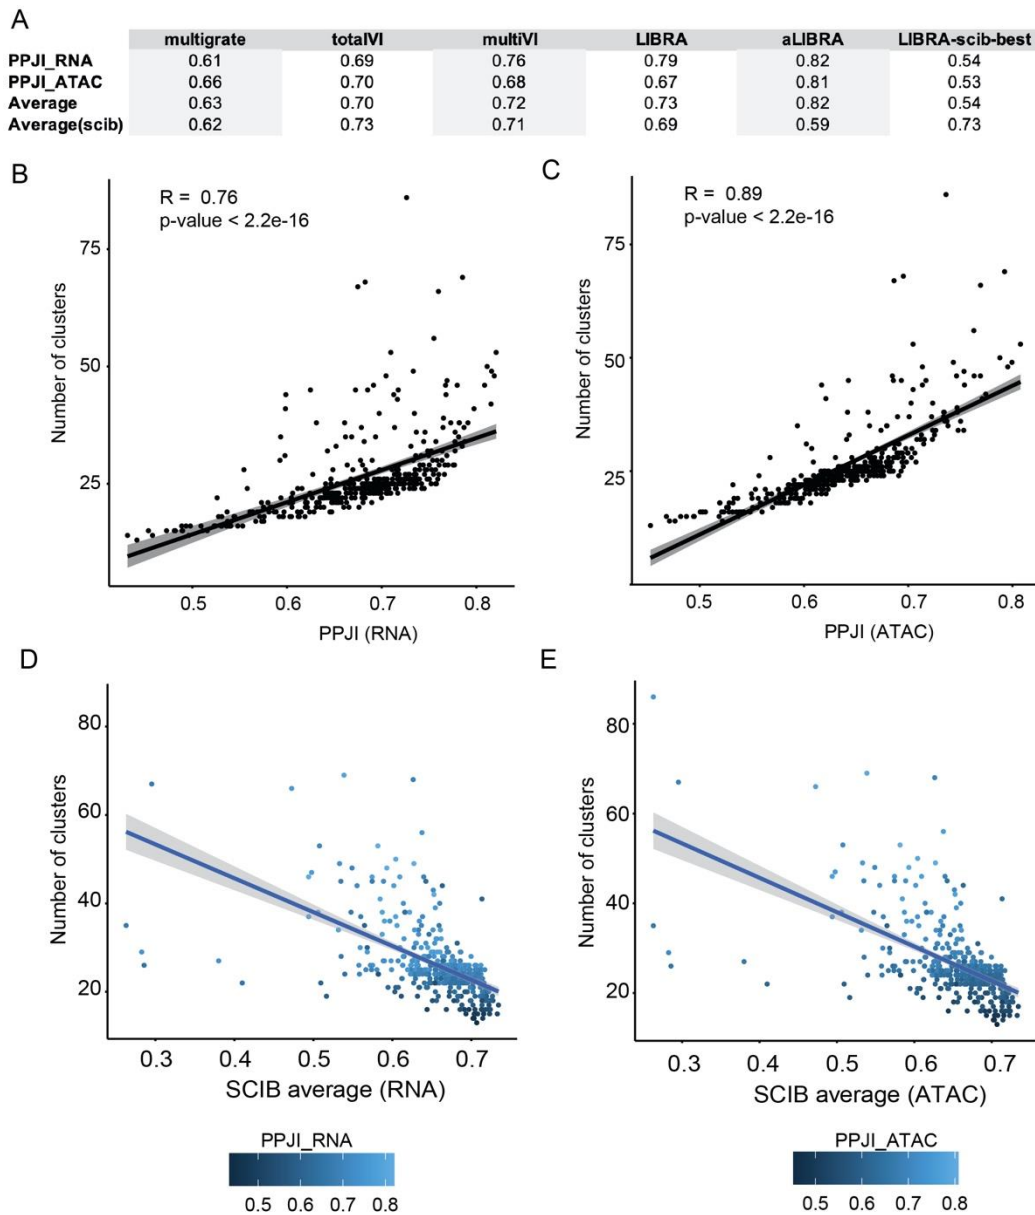 A
multigrate totalVI multiVI LIBRA aLIBRA LIBRA-scib-best
PPJI_RNA 0.61 0.69 0.76 0.79 0.82 0.54
PPJI_ATAC 0.66 0.70 0.68 0.67 0.81 0.53
Average 0.63 0.70 0.72 0.73 0.82 0.54
Average(scib) 0.62 0.73 0.71 0.69 0.59 0.73
B
R = 0.76
p-value < 2.2e-16
Number of clusters
75
50
25
0.5 0.6 0.7 0.8
PPJI (RNA)
C
R = 0.89
p-value < 2.2e-16
Number of clusters
75
50
25
0.5 0.6 0.7 0.8
PPJI (ATAC)
D
Number of clusters
80
60
40
20
0.3 0.4 0.5 0.6 0.7
SCIB average (RNA)
PPJI_RNA
0.5 0.6 0.7 0.8
E
Number of clusters
80
60
40
20
0.3 0.4 0.5 0.6 0.7
SCIB average (ATAC)
PPJI_ATAC
0.5 0.6 0.7 0.8